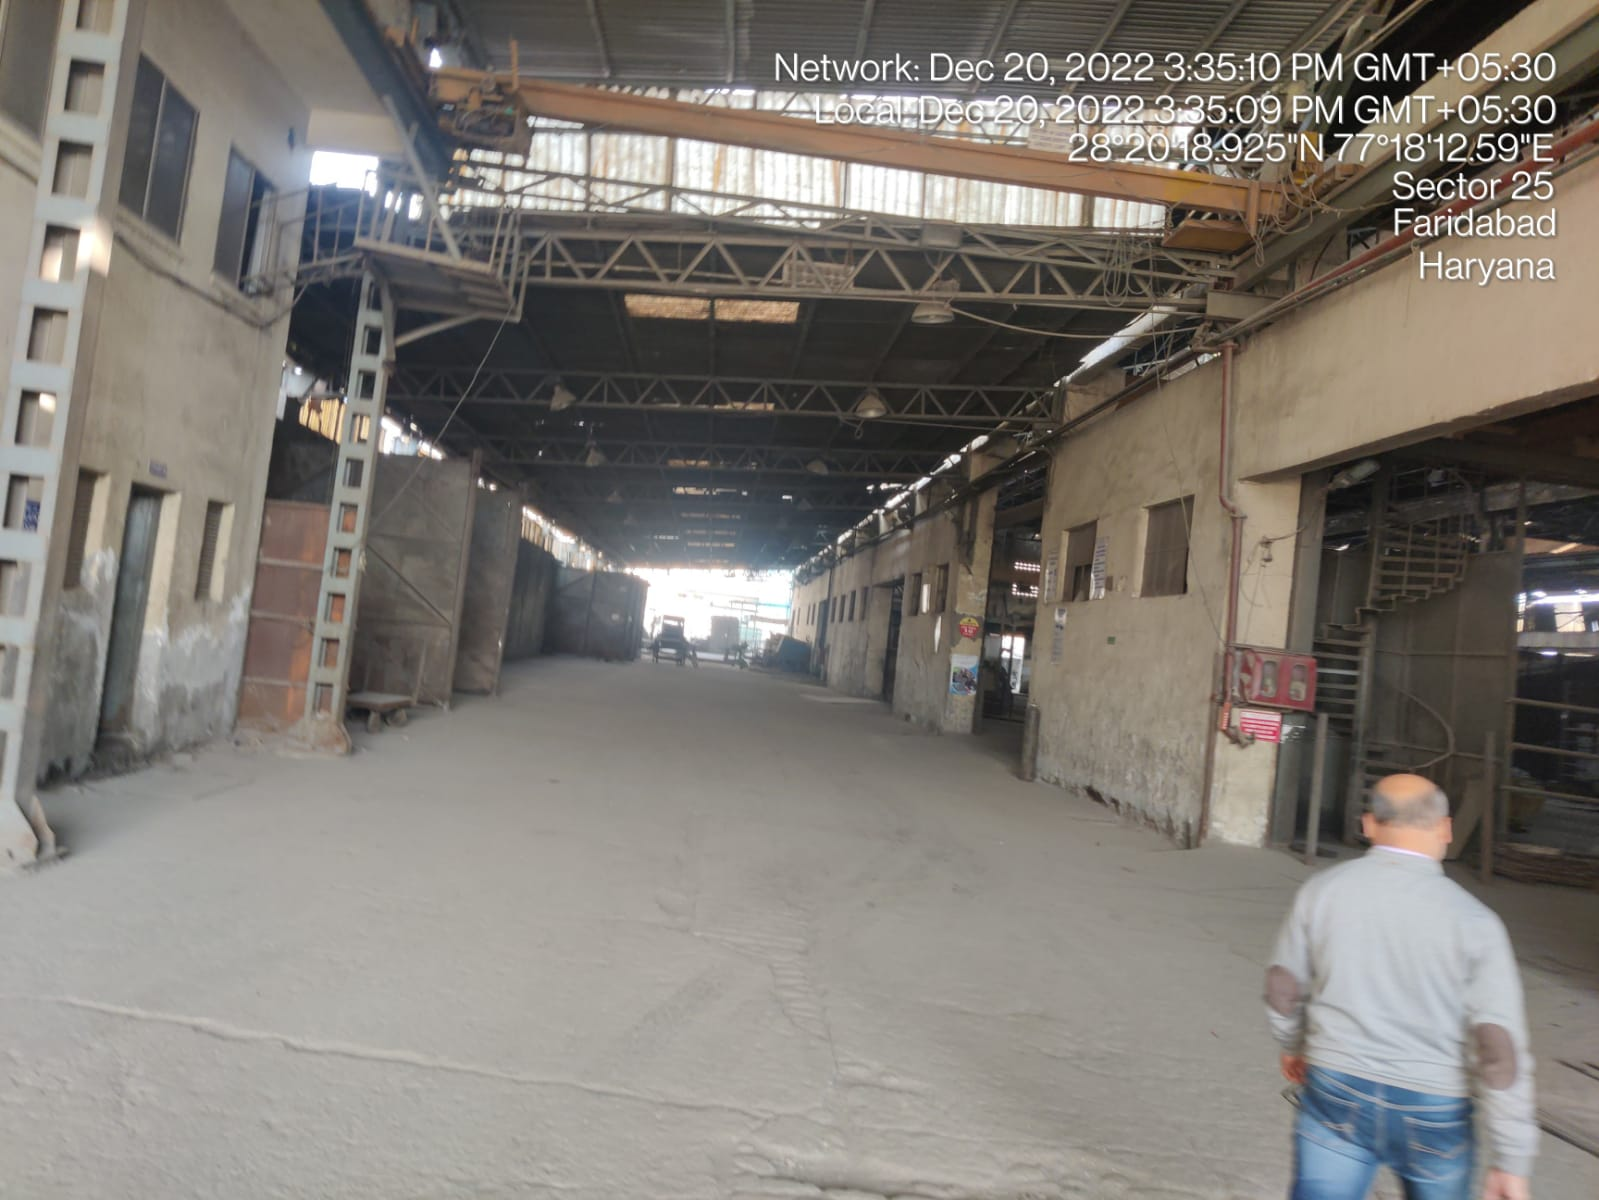 Network: Dec 20, 2022 3:35:10 PM GMT+05:30
Local: Dec 20, 2022 3:35:09 PM GMT+05:30
28°20'18.925"N 77°18'12.59"E
Sector 25
Faridabad
Haryana